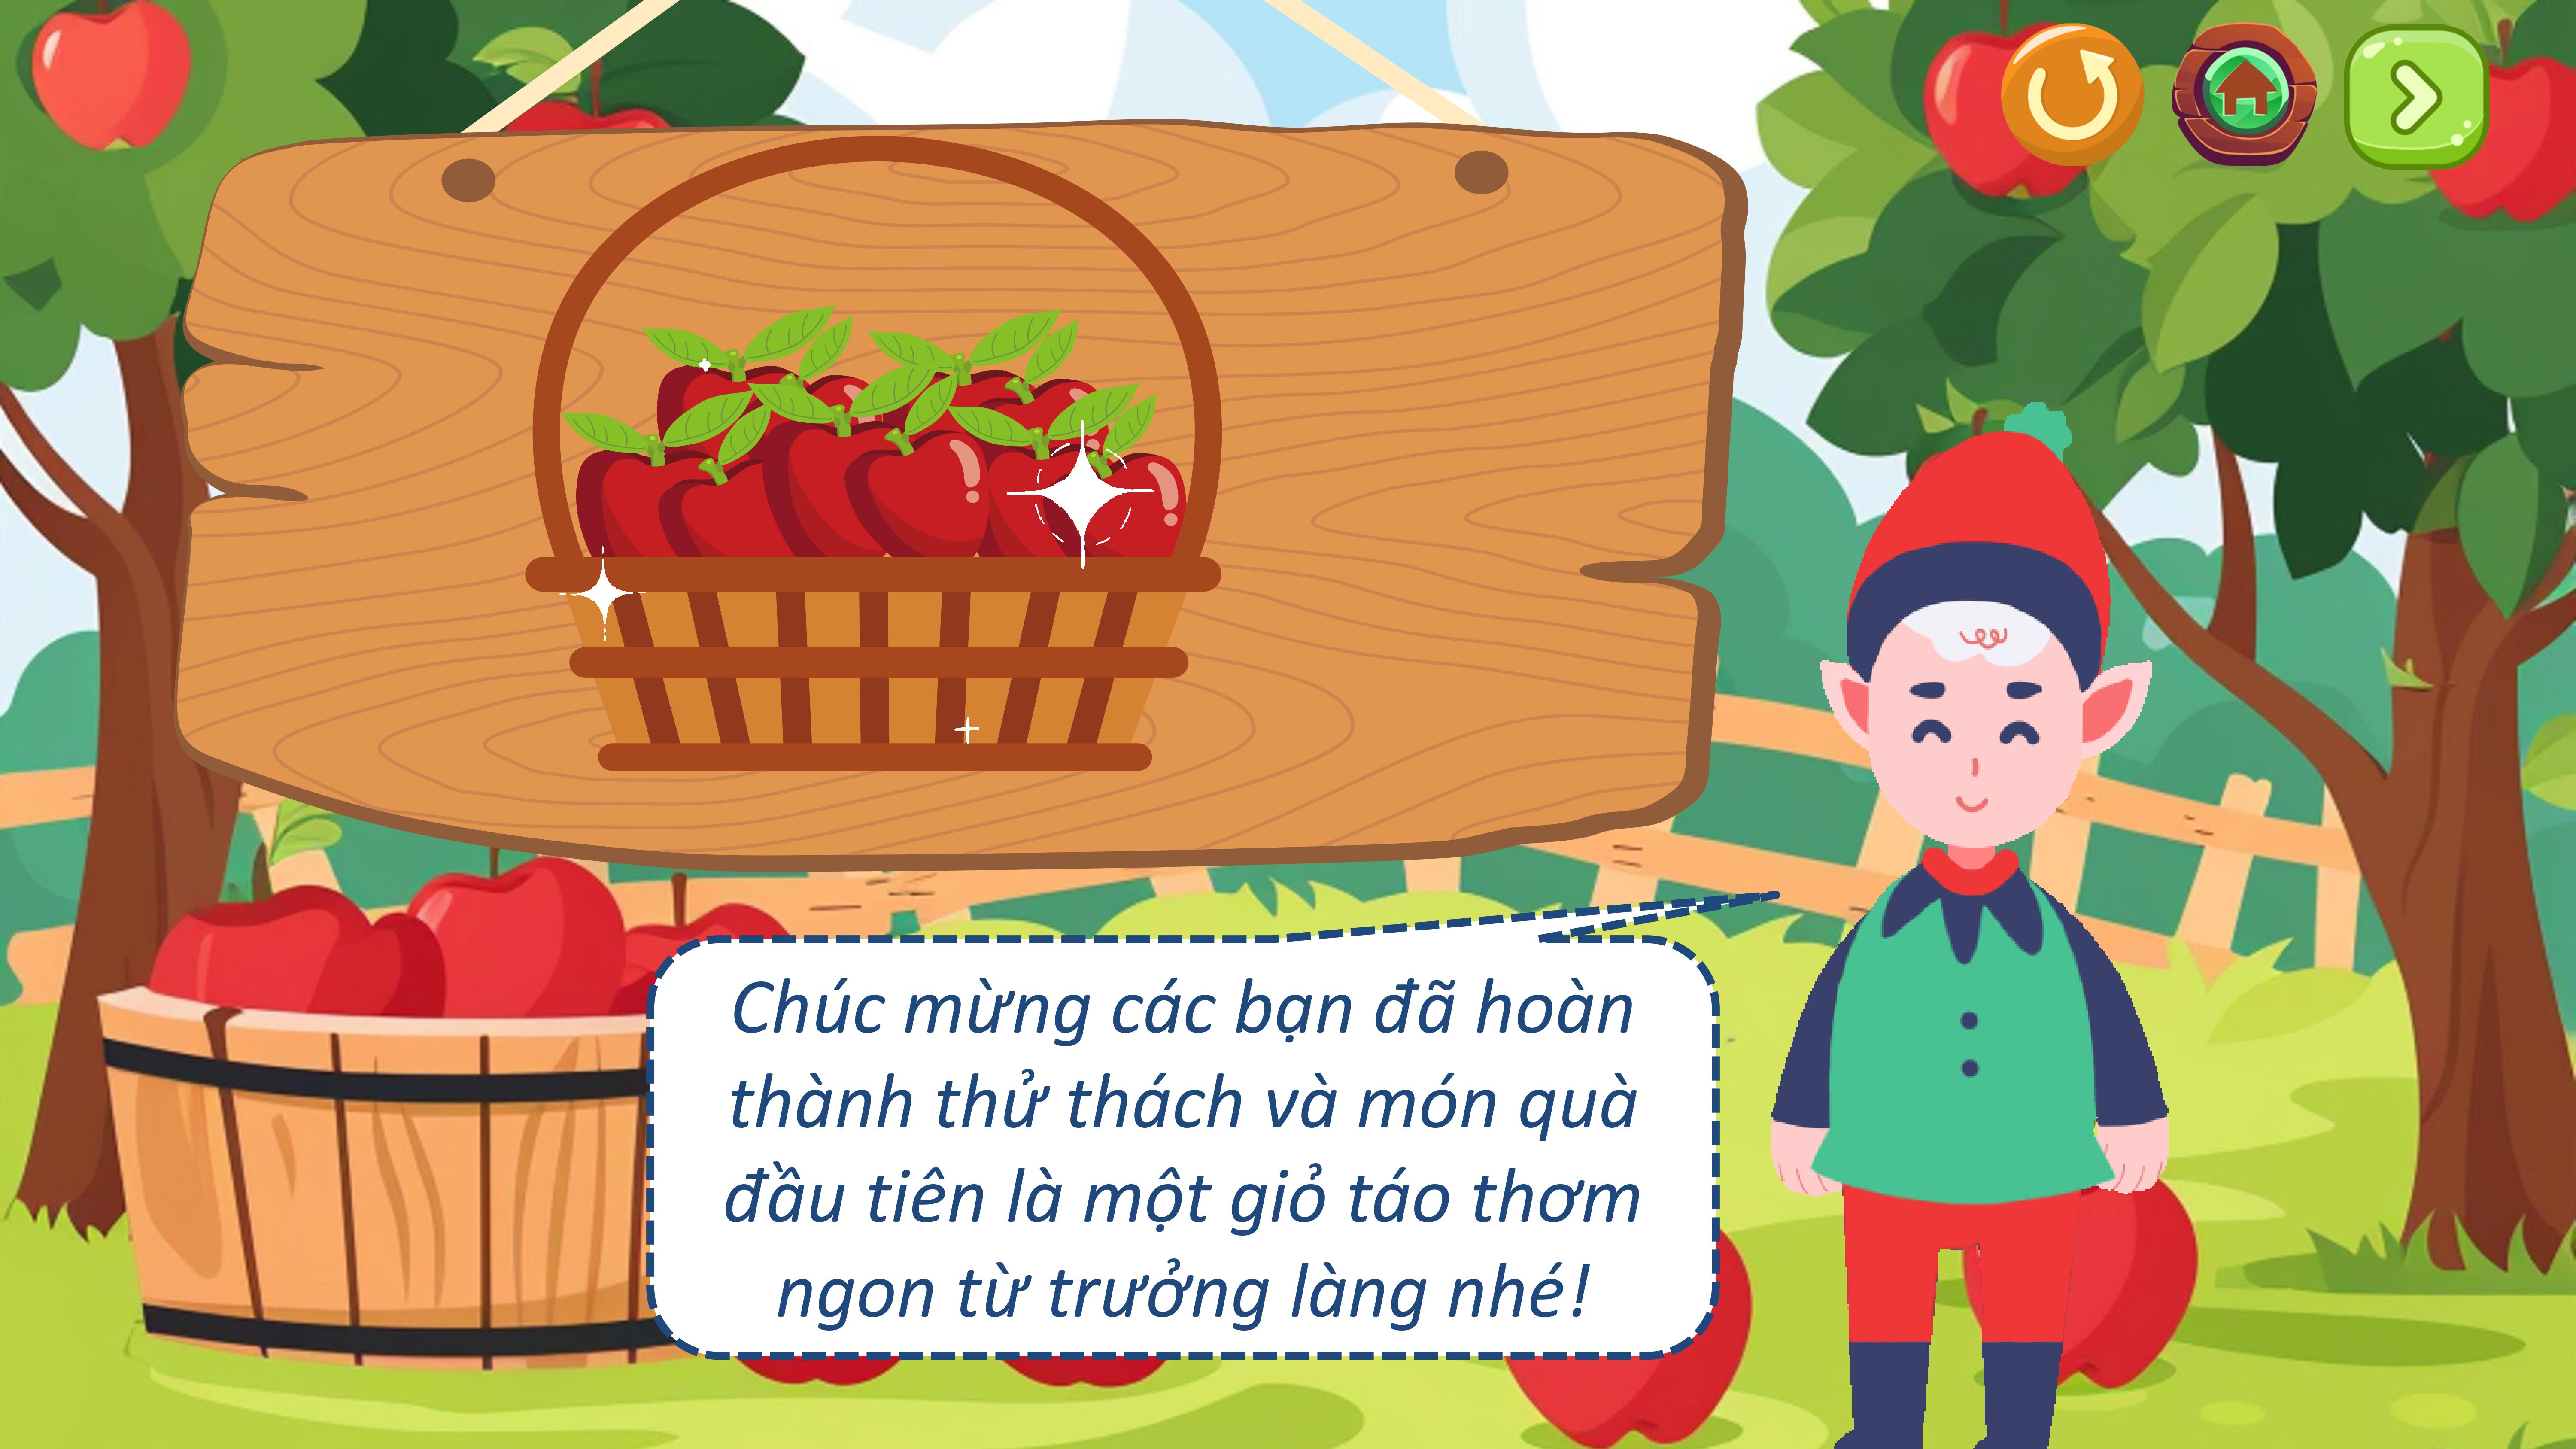 Chúc mừng các bạn đã hoàn
thành thử thách và món quà
đầu tiên là một giỏ táo thơm
ngon từ trưởng làng nhé!